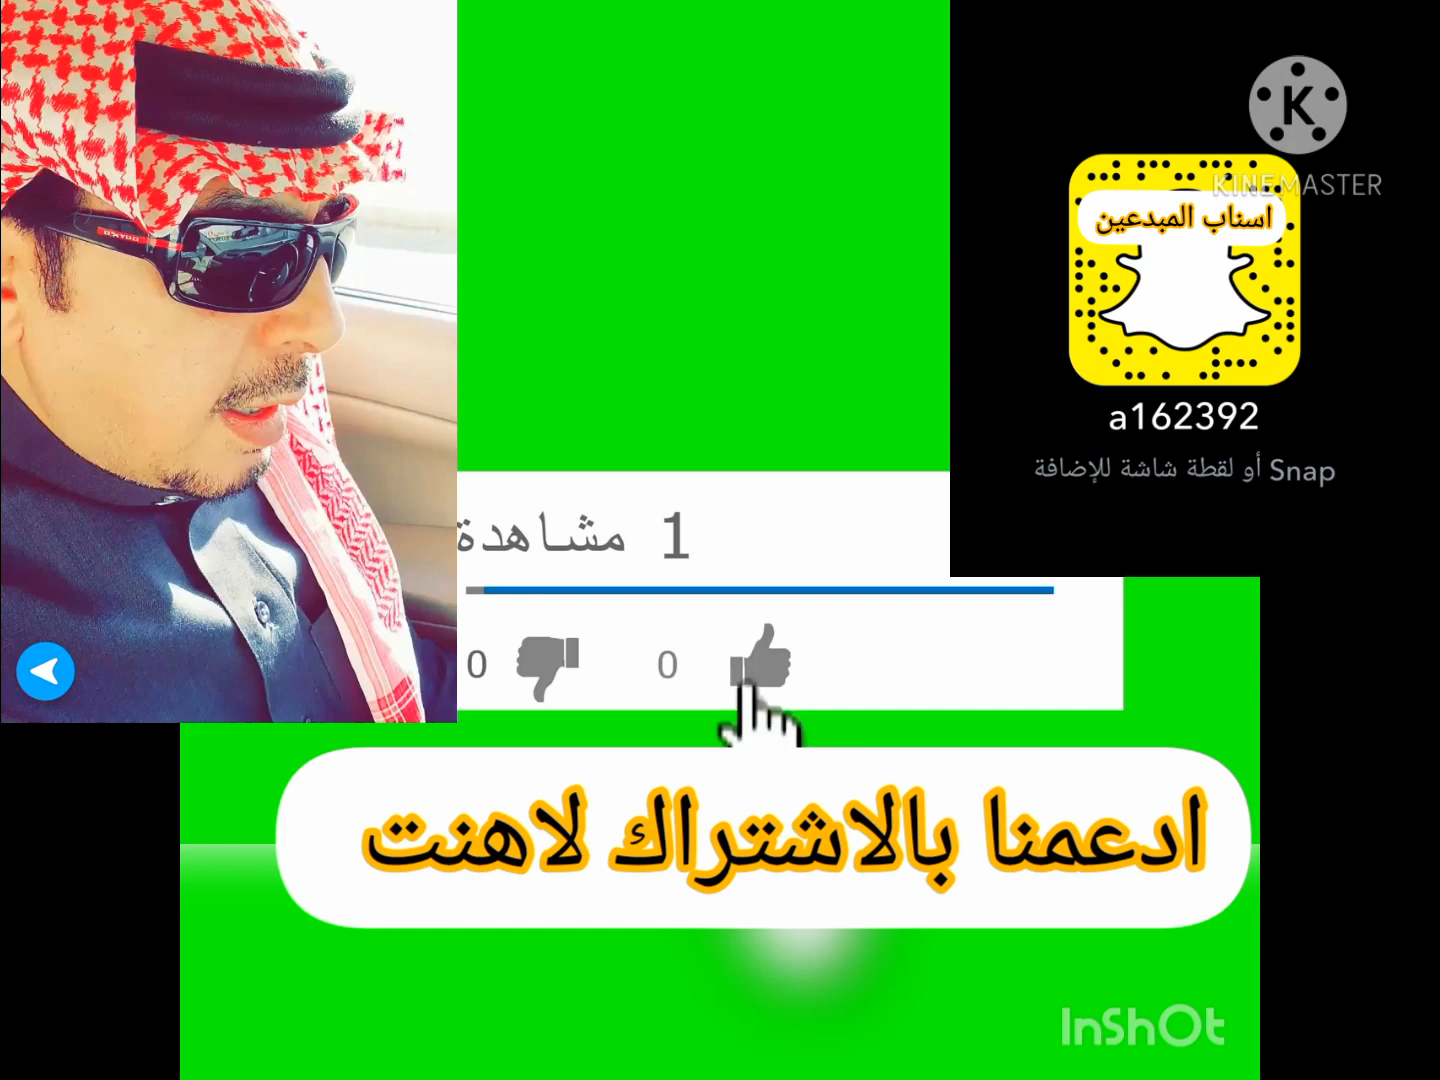 KINEMASTER
اسناب المبدعين
a162392
Snap أو لقطة شاشة للإضافة
1 مشاهدة
0
0
ادعمنا بالاشتراك لاهنت
InShOt